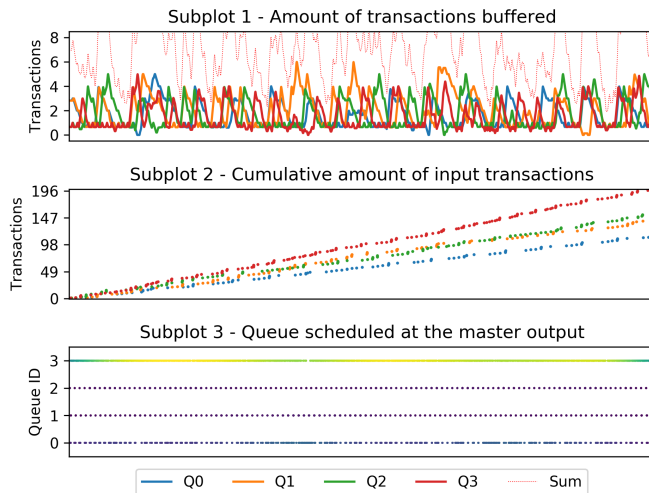 Subplot 1 - Amount of transactions buffered
Transactions
8
6
4
2
0
Subplot 2 - Cumulative amount of input transactions
Transactions
196
147
98
49
0
Subplot 3 - Queue scheduled at the master output
Queue ID
3
2
1
0
Q0 Q1 Q2 Q3 Sum